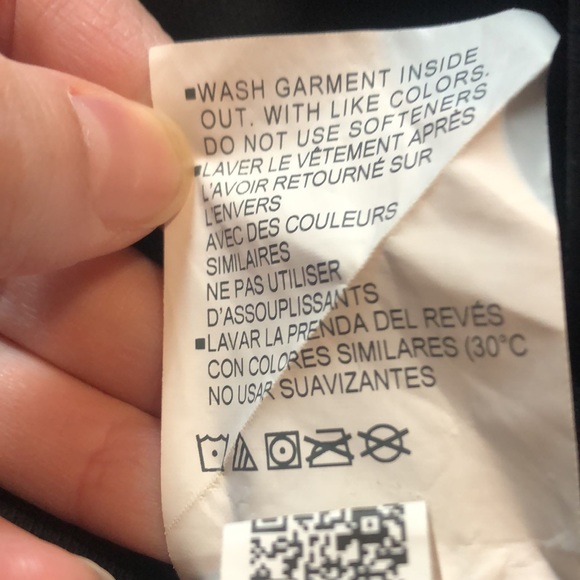 ■WASH GARMENT INSIDE
OUT. WITH LIKE COLORS.
DO NOT USE SOFTENERS
■LAVER LE VÊTEMENT APRÈS
L'AVOIR RETOURNÉ SUR
L'ENVERS
AVEC DES COULEURS
SIMILAIRES
NE PAS UTILISER
D'ASSOUPLISSANTS
■LAVAR LA PRENDA DEL REVÉS
CON COLORES SIMILARES (30°C
NO USAR SUAVIZANTES